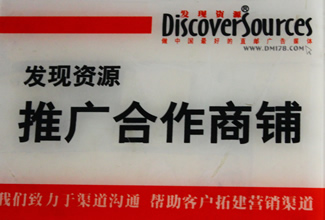 发现资源®
DiscoverSources
WWW.DM128.COM
发现资源
推广合作商铺
我们致力于渠道沟通 帮助客户拓建营销渠道